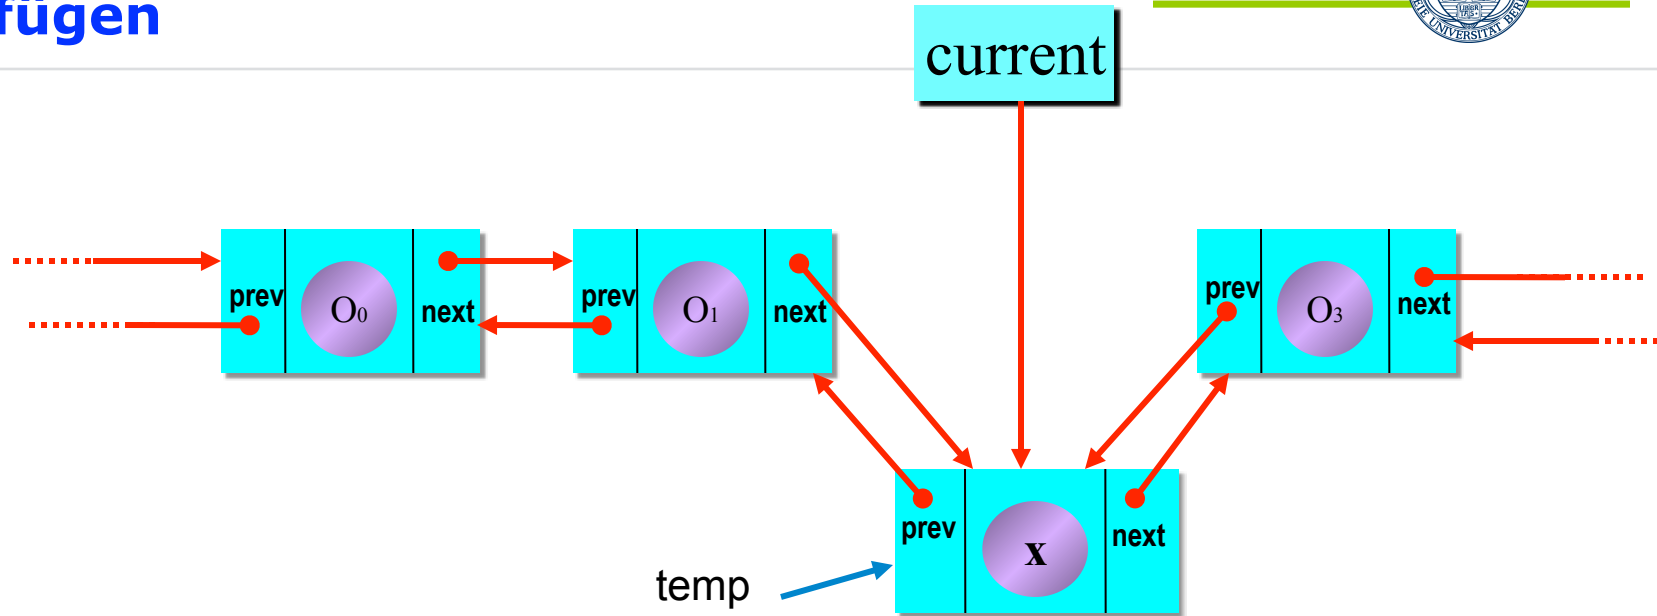 fügen
current
prev O0 next
prev O1 next
prev O3 next
prev x next
temp